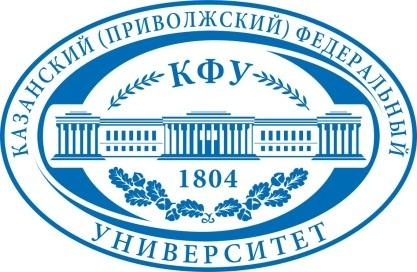 КАЗАНСКИЙ (ПРИВОЛЖСКИЙ) ФЕДЕРАЛЬНЫЙ
КФУ
1804
УНИВЕРСИТЕТ